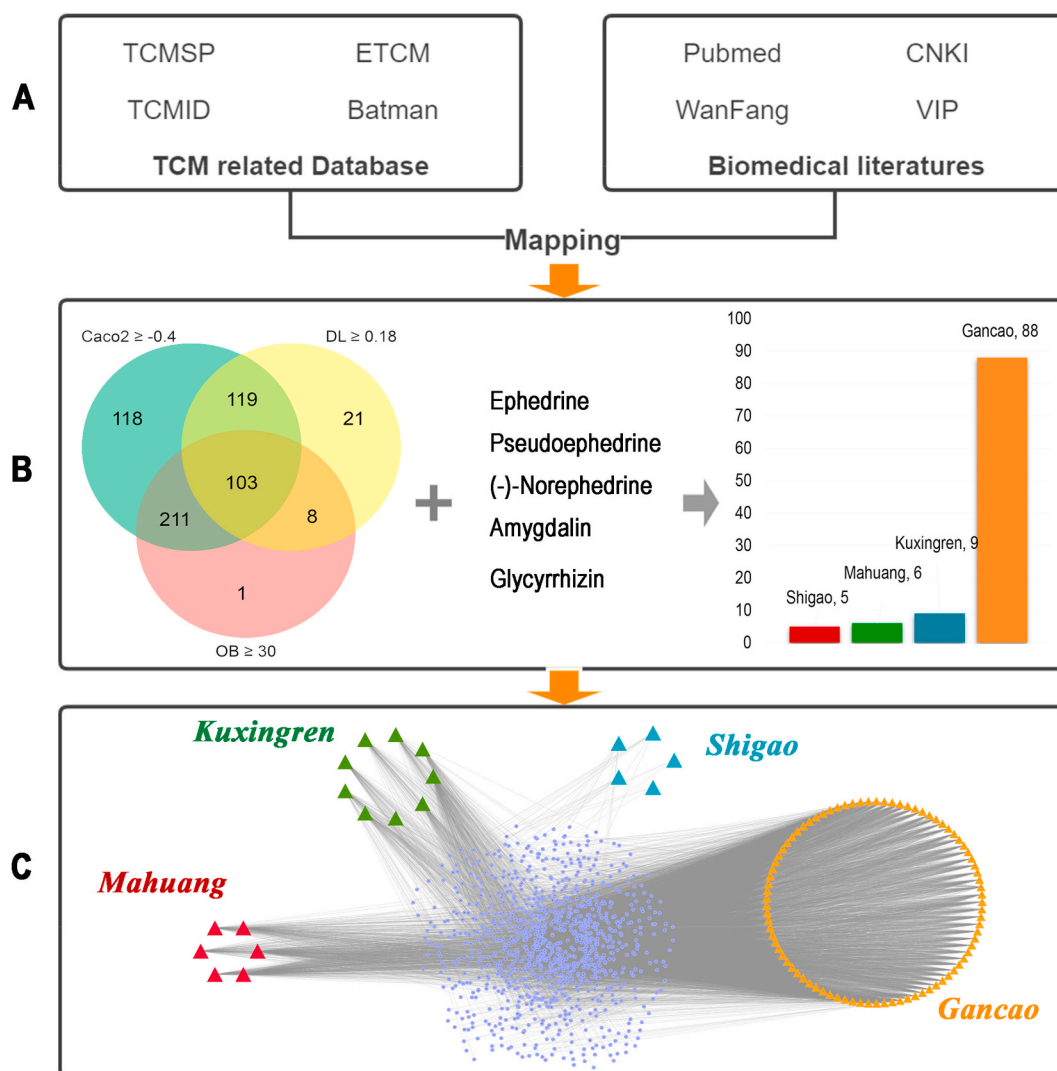 A
TCMSP ETCM
TCMID Batman
TCM related Database
Pubmed CNKI
WanFang VIP
Biomedical literatures
Mapping
B
Caco2 ≥ -0.4
DL ≥ 0.18
118
119
21
103
211
8
1
OB ≥ 30
+
Ephedrine
Pseudoephedrine
(-)-Norephedrine
Amygdalin
Glycyrrhizin
100
90
80
70
60
50
40
30
20
10
0
Gancao, 88
Kuxingren, 9
Mahuang, 6
Shigao, 5
C
Kuxingren
Shigao
Mahuang
Gancao